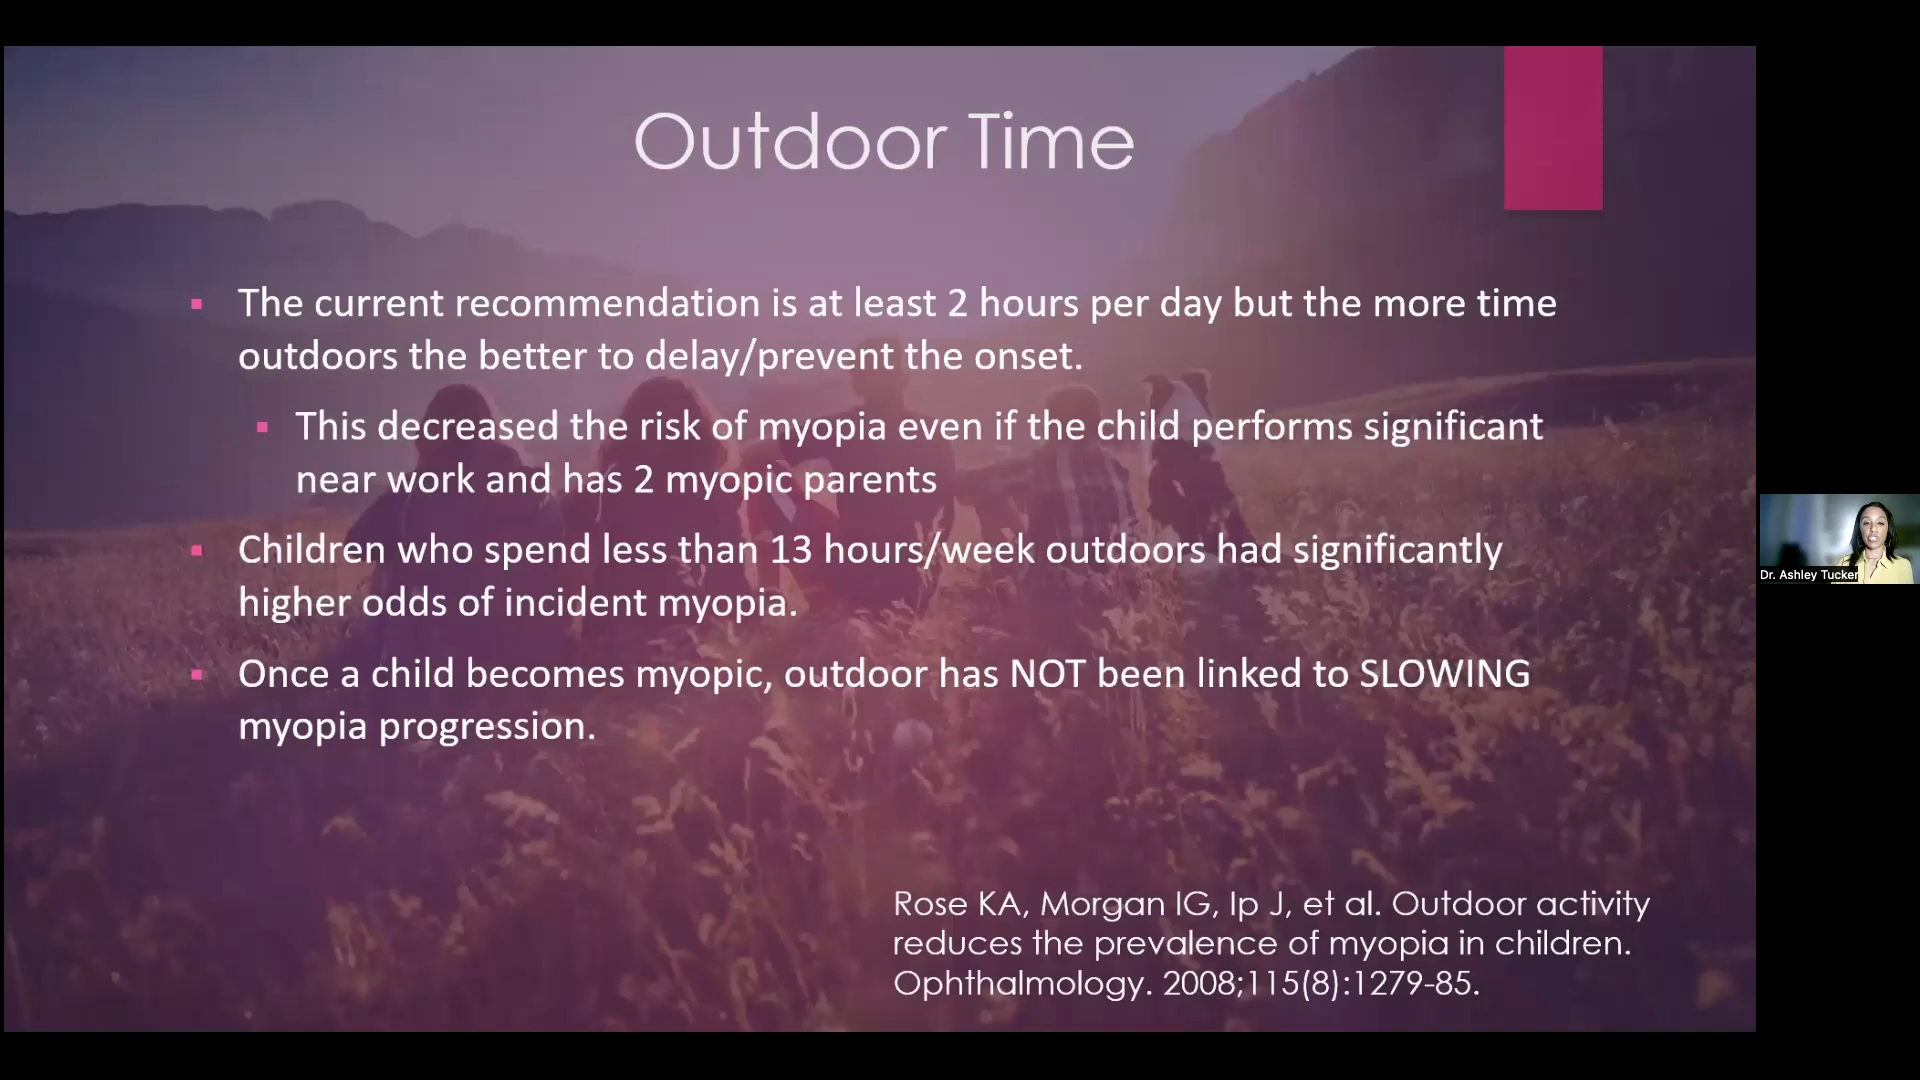 Outdoor Time
The current recommendation is at least 2 hours per day but the more time
outdoors the better to delay/prevent the onset.
This decreased the risk of myopia even if the child performs significant
near work and has 2 myopic parents
Children who spend less than 13 hours/week outdoors had significantly
higher odds of incident myopia.
Once a child becomes myopic, outdoor has NOT been linked to SLOWING
myopia progression.
Dr. Ashley Tucker
Rose KA, Morgan IG, Ip J, et al. Outdoor activity
reduces the prevalence of myopia in children.
Ophthalmology. 2008;115(8):1279-85.